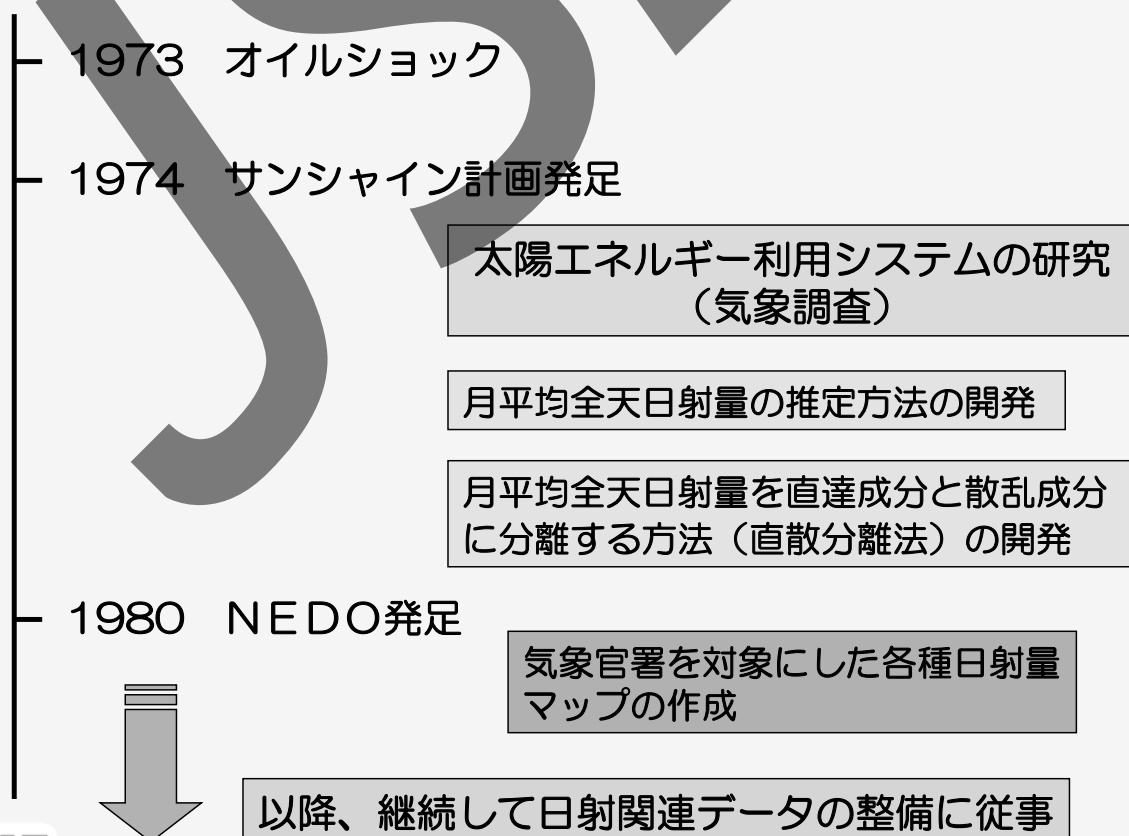 1973 オイルショック
1974 サンシャイン計画発足
太陽エネルギー利用システムの研究
（気象調査）
月平均全天日射量の推定方法の開発
月平均全天日射量を直達成分と散乱成分
に分離する方法（直散分離法）の開発
1980 ＮＥＤＯ発足
気象官署を対象にした各種日射量
マップの作成
以降、継続して日射関連データの整備に従事